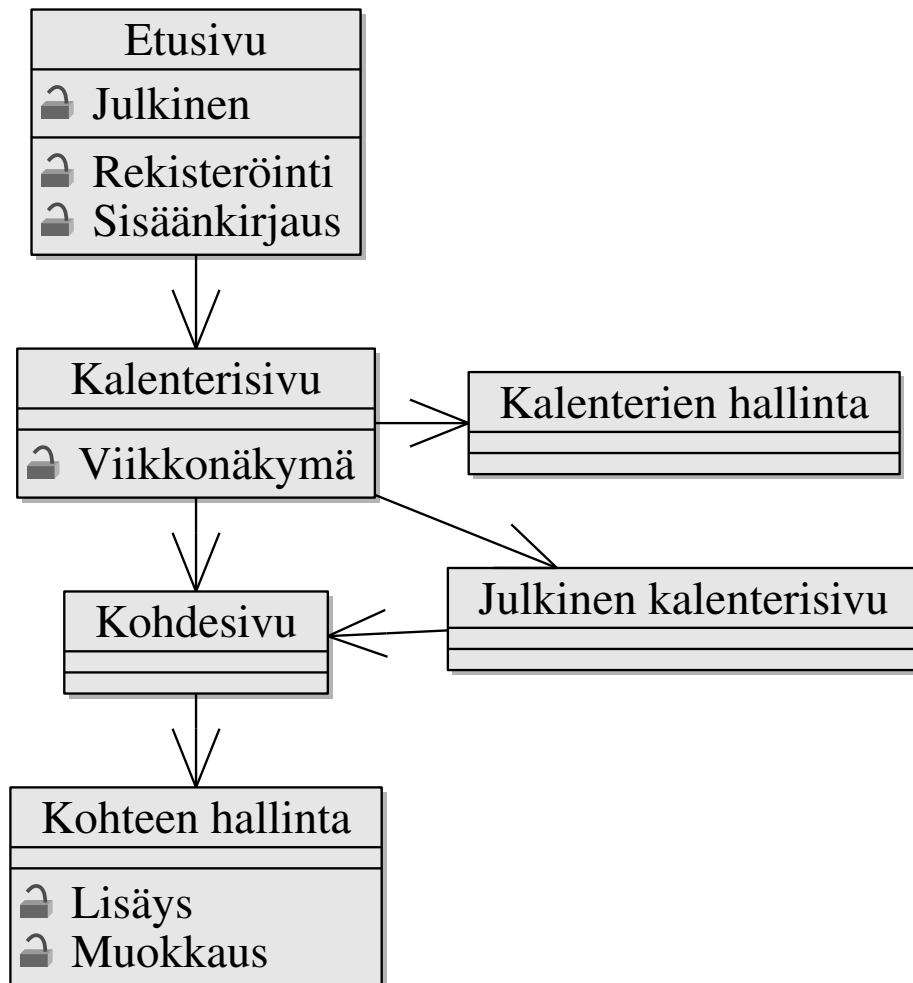 Etusivu
Julkinen
Rekisteröinti
Sisäänkirjaus
Kalenterisivu
Viikkonäkymä
Kalenterien hallinta
Kohdesivu
Julkinen kalenterisivu
Kohteen hallinta
Lisäys
Muokkaus